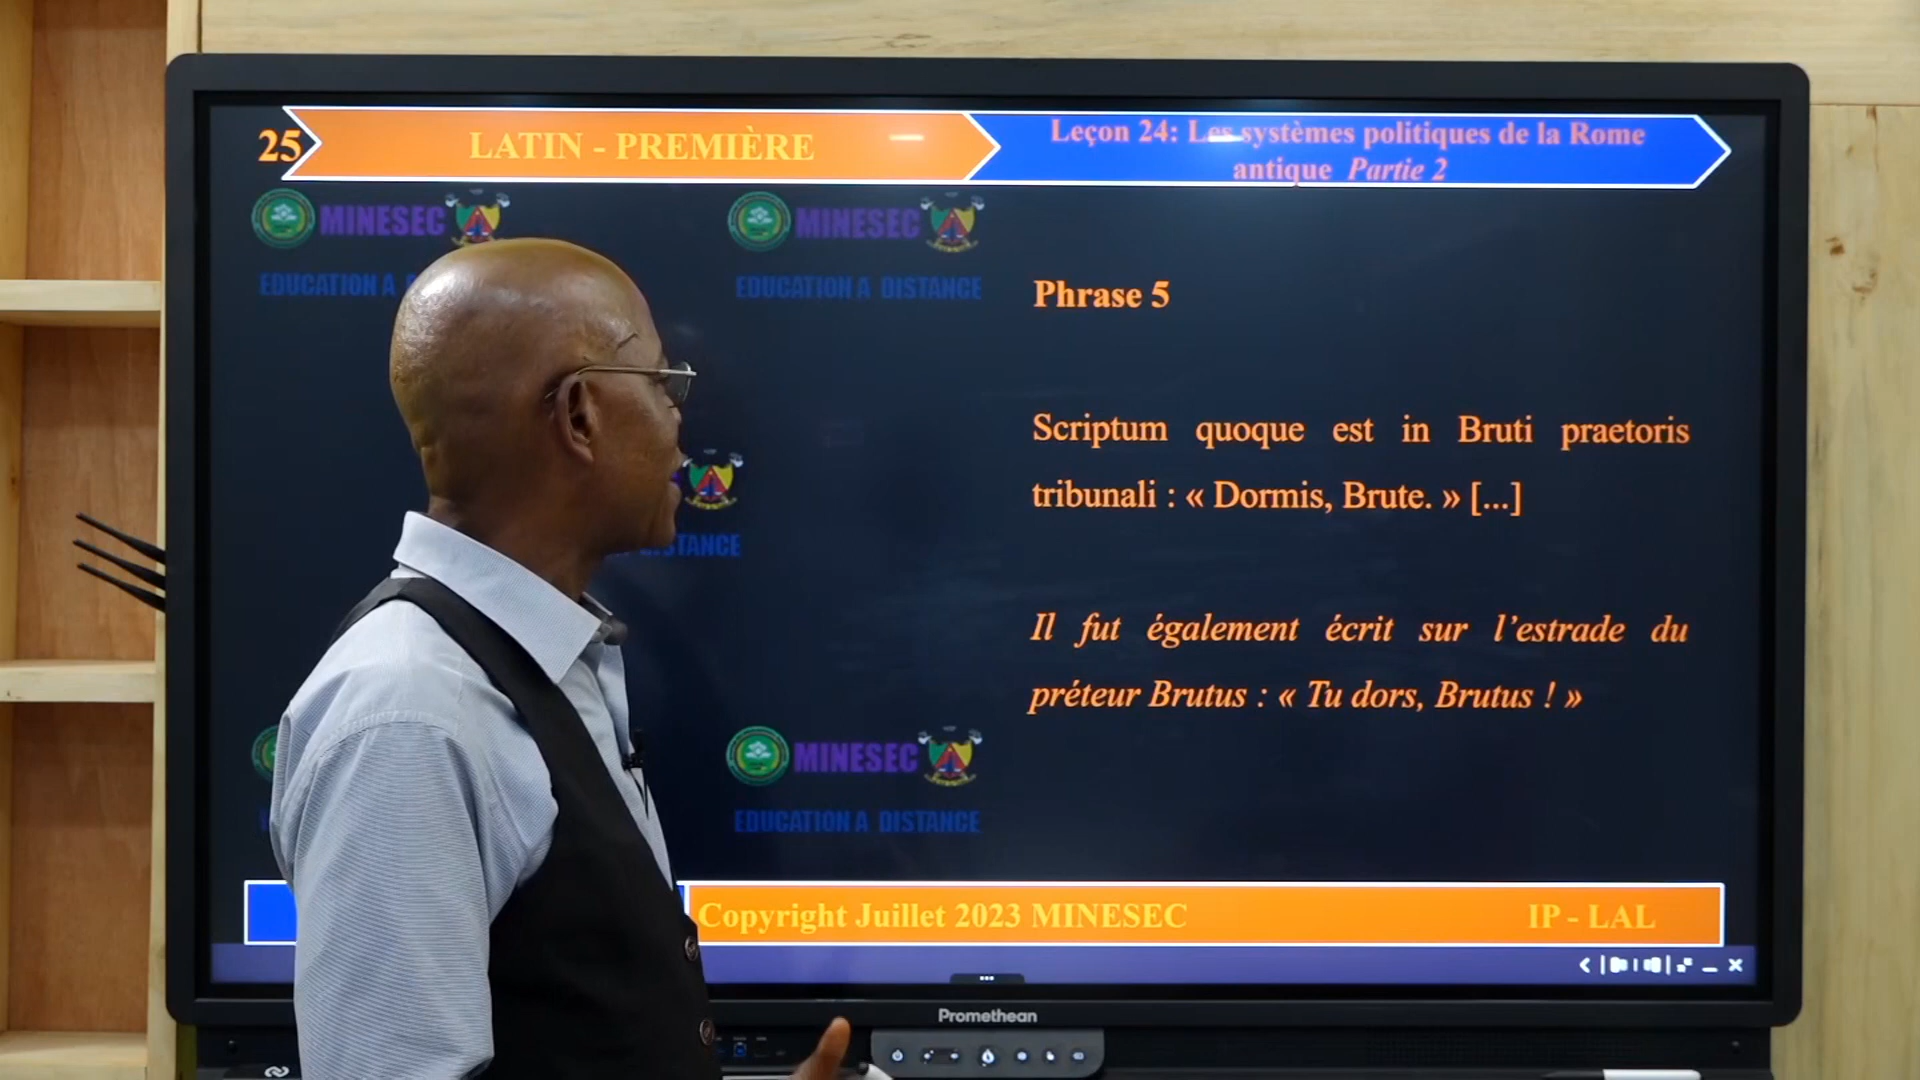 25
LATIN - PREMIÈRE
Leçon 24: Les systèmes politiques de la Rome
antique Partie 2
MINESEC
MINESEC
EDUCATION A
EDUCATION A DISTANCE
Phrase 5
Scriptum quoque est in Bruti praetoris
tribunali : « Dormis, Brute. » [...]
DISTANCE
Il fut également écrit sur l'estrade du
préteur Brutus : « Tu dors, Brutus ! »
MINESEC
EDUCATION A DISTANCE
Copyright Juillet 2023 MINESEC
IP - LAL
Promethean